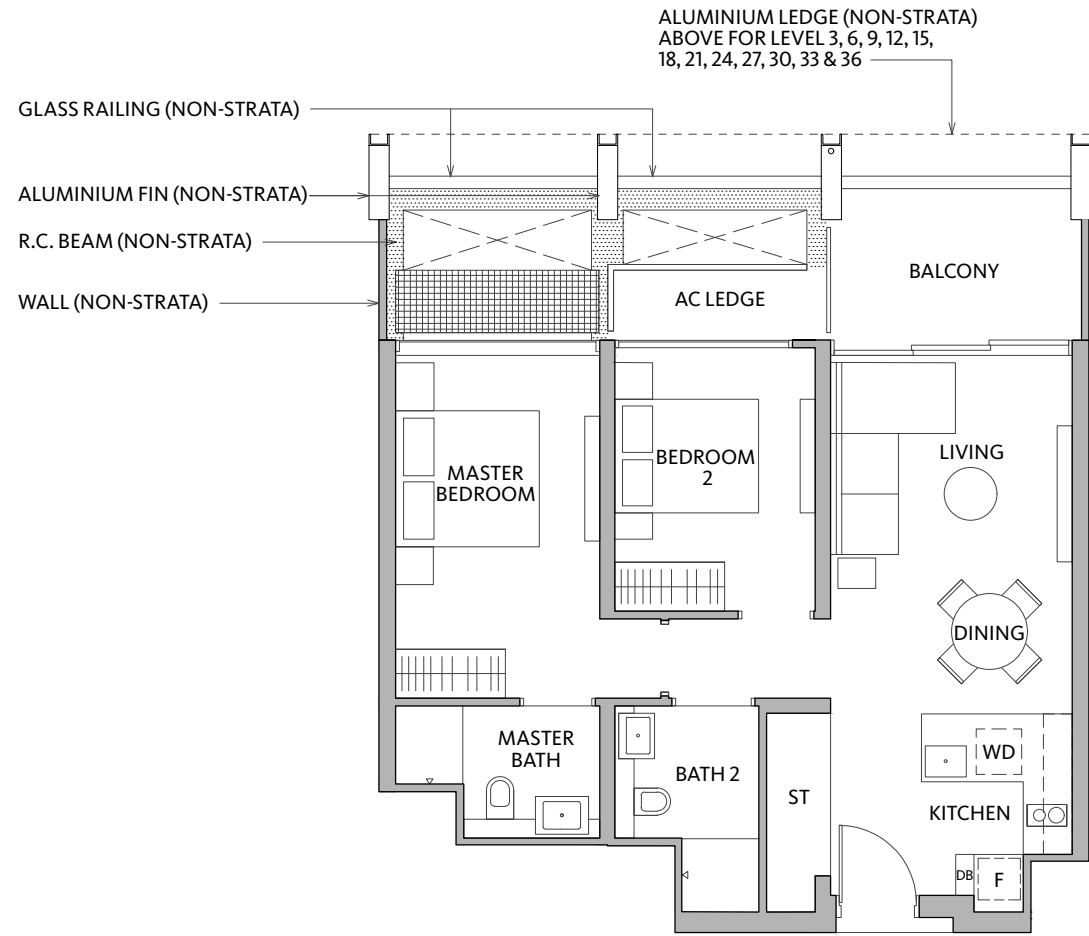 ALUMINIUM LEDGE (NON-STRATA)
ABOVE FOR LEVEL 3, 6, 9, 12, 15,
18, 21, 24, 27, 30, 33 & 36
GLASS RAILING (NON-STRATA)
ALUMINIUM FIN (NON-STRATA)
R.C. BEAM (NON-STRATA)
WALL (NON-STRATA)
AC LEDGE
BALCONY
MASTER
BEDROOM
BEDROOM
2
LIVING
DINING
MASTER
BATH
BATH 2
ST
WD
KITCHEN
DB
F